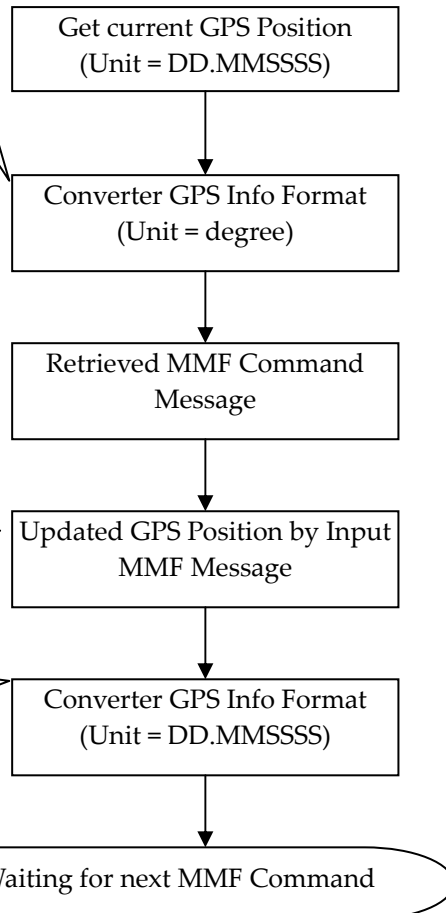 Get current GPS Position
(Unit = DD.MMSSSS)
Converter GPS Info Format
(Unit = degree)
Retrieved MMF Command
Message
Updated GPS Position by Input
MMF Message
Converter GPS Info Format
(Unit = DD.MMSSSS)
Waiting for next MMF Command